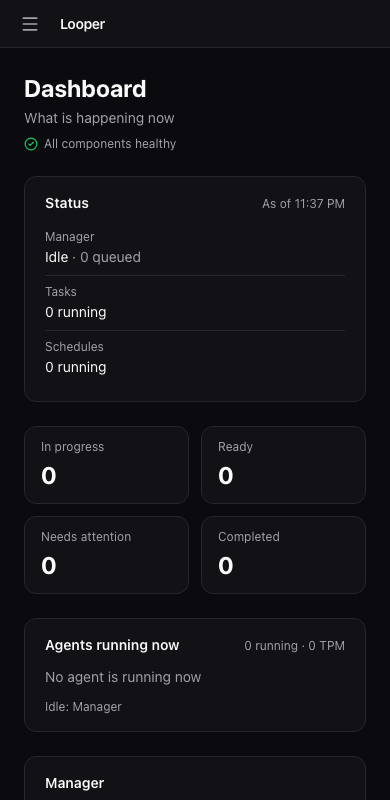 Looper
Dashboard
What is happening now
All components healthy
Status
As of 11:37 PM
Manager
Idle · 0 queued
Tasks
0 running
Schedules
0 running
In progress
0
Ready
0
Needs attention
0
Completed
0
Agents running now
0 running · 0 TPM
No agent is running now
Idle: Manager
Manager